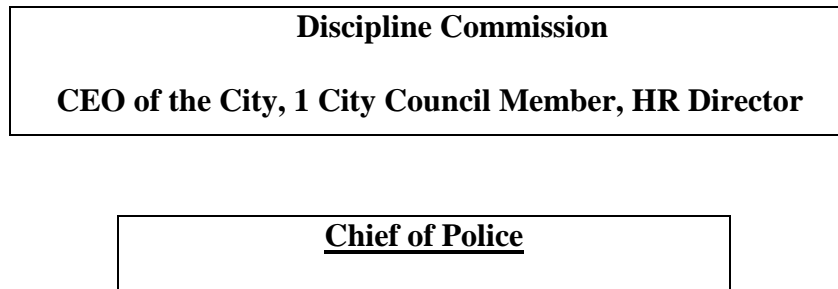 Discipline Commission
CEO of the City, 1 City Council Member, HR Director
Chief of Police